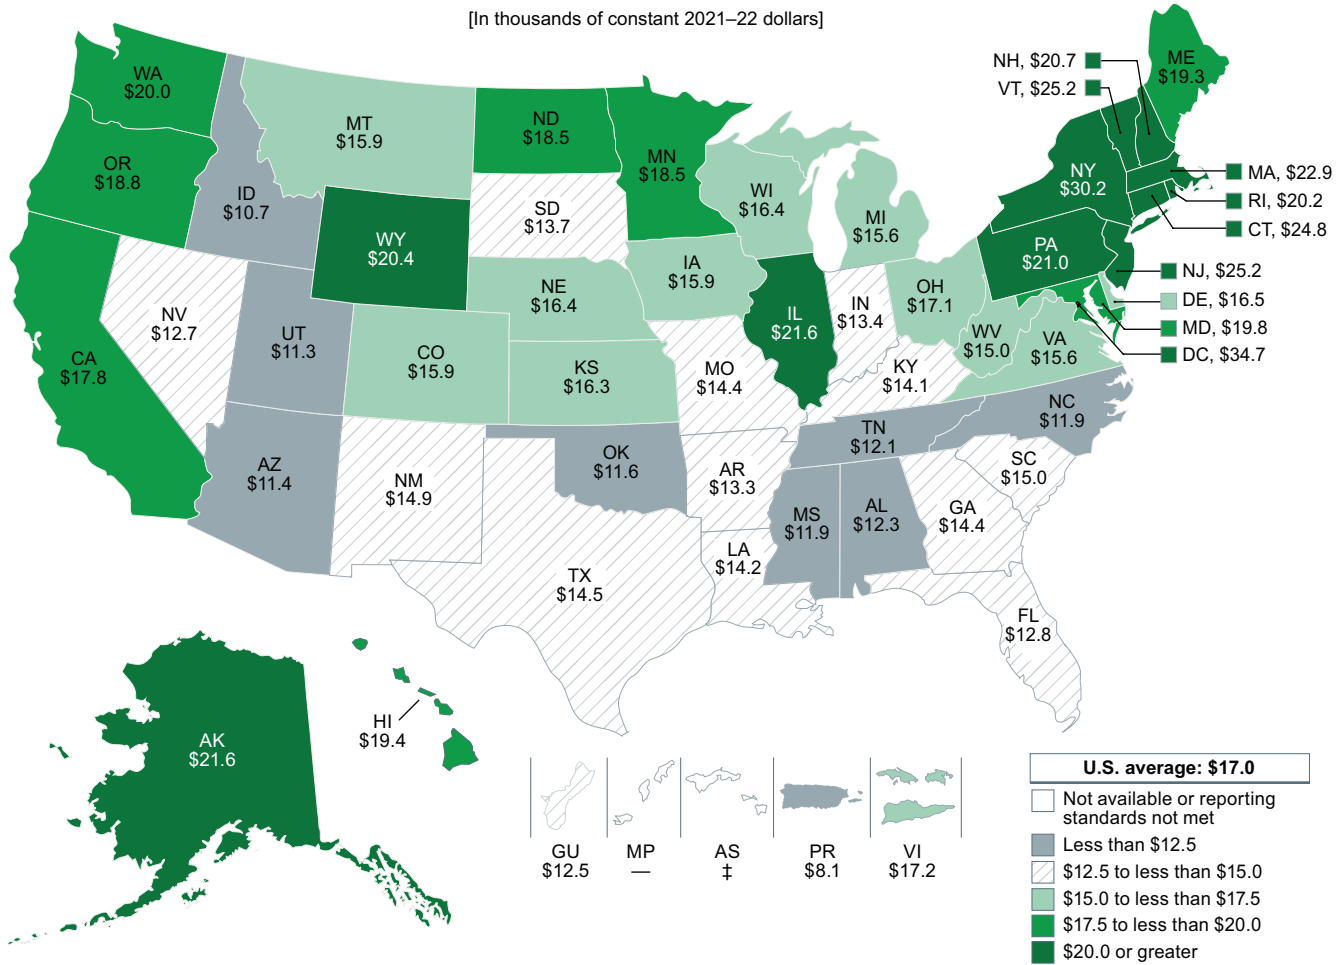 [In thousands of constant 2021–22 dollars]
WA
$20.0
OR
$18.8
CA
$17.8
ID
$10.7
NV
$12.7
MT
$15.9
WY
$20.4
UT
$11.3
AZ
$11.4
CO
$15.9
NM
$14.9
ND
$18.5
SD
$13.7
NE
$16.4
KS
$16.3
OK
$11.6
TX
$14.5
MN
$18.5
IA
$15.9
MO
$14.4
AR
$13.3
LA
$14.2
WI
$16.4
IL
$21.6
MI
$15.6
IN
$13.4
OH
$17.1
KY
$14.1
TN
$12.1
MS
$11.9
AL
$12.3
GA
$14.4
FL
$12.8
SC
$15.0
NC
$11.9
VA
$15.6
WV
$15.0
PA
$21.0
NY
$30.2
ME
$19.3
NH, $20.7
VT, $25.2
MA, $22.9
RI, $20.2
CT, $24.8
NJ, $25.2
DE, $16.5
MD, $19.8
DC, $34.7
AK
$21.6
HI
$19.4
GU
$12.5
MP
—
AS
‡
PR
$8.1
VI
$17.2
U.S. average: $17.0
Not available or reporting
standards not met
Less than $12.5
$12.5 to less than $15.0
$15.0 to less than $17.5
$17.5 to less than $20.0
$20.0 or greater